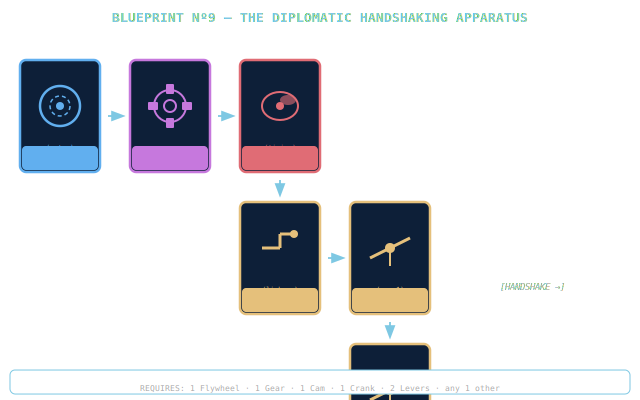 BLUEPRINT Nº9 — THE DIPLOMATIC HANDSHAKING APPARATUS
[HANDSHAKE →]
REQUIRES: 1 Flywheel · 1 Gear · 1 Cam · 1 Crank · 2 Levers · any 1 other